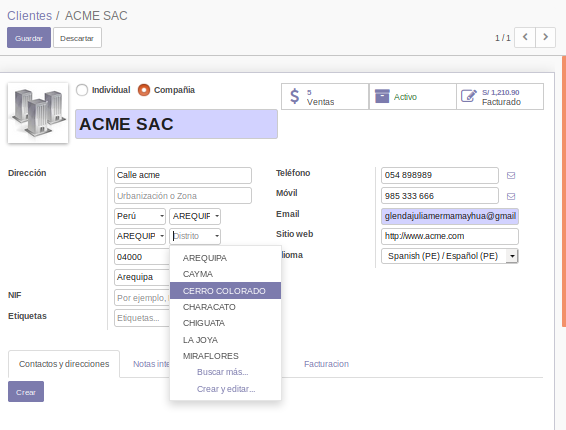 Clientes / ACME SAC
Guardar Descartar
1 / 1
Individual Compañia
ACME SAC
$ 5 Ventas
Activo
S/ 1,210.90 Facturado
Dirección Calle acme
Urbanización o Zona
Perú AREQUIP
AREQUIP Distrito
04000
Arequipa
NIF Por ejemplo,
Etiquetas Etiquetas...
AREQUIPA
CAYMA
CERRO COLORADO
CHARACATO
CHIGUATA
LA JOYA
MIRAFLORES
Buscar más...
Crear y editar...
Teléfono 054 898989
Móvil 985 333 666
Email glendajuliamermamayhua@gmail
Sitio web http://www.acme.com
dioma Spanish (PE) / Español (PE)
Contactos y direcciones Notas inte Facturacion
Crear